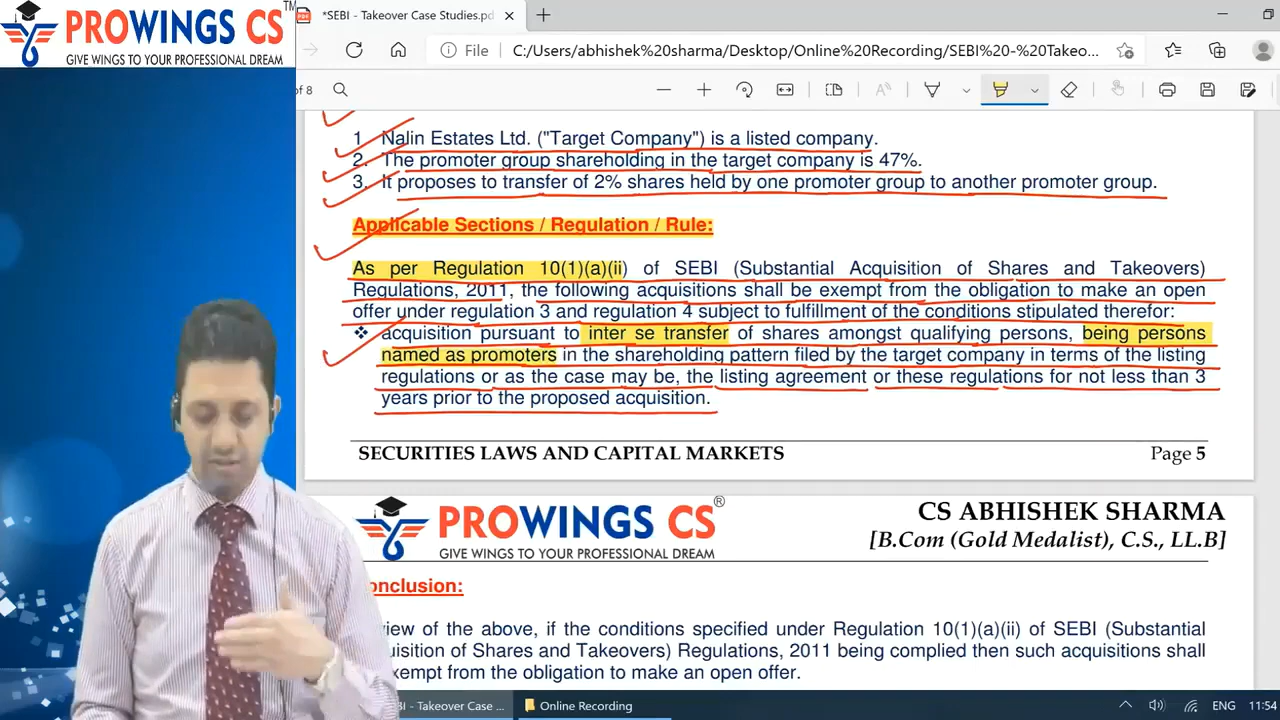 PROWINGS CS TM
GIVE WINGS TO YOUR PROFESSIONAL DREAM
*SEBI - Takeover Case Studies.pd
File C:/Users/abhishek%20sharma/Desktop/Online%20Recording/SEBI%20-%20Takeo...
of 8
1. Nalin Estates Ltd. ("Target Company") is a listed company.
2. The promoter group shareholding in the target company is 47%.
3. It proposes to transfer of 2% shares held by one promoter group to another promoter group.
Applicable Sections / Regulation / Rule:
As per Regulation 10(1)(a)(ii) of SEBI (Substantial Acquisition of Shares and Takeovers)
Regulations, 2011, the following acquisitions shall be exempt from the obligation to make an open
offer under regulation 3 and regulation 4 subject to fulfillment of the conditions stipulated therefor:
❖ acquisition pursuant to inter se transfer of shares amongst qualifying persons, being persons
named as promoters in the shareholding pattern filed by the target company in terms of the listing
regulations or as the case may be, the listing agreement or these regulations for not less than 3
years prior to the proposed acquisition.
SECURITIES LAWS AND CAPITAL MARKETS Page 5
PROWINGS CS ®
GIVE WINGS TO YOUR PROFESSIONAL DREAM
CS ABHISHEK SHARMA
[B.Com (Gold Medalist), C.S., LL.B]
onclusion:
view of the above, if the conditions specified under Regulation 10(1)(a)(ii) of SEBI (Substantial
quisition of Shares and Takeovers) Regulations, 2011 being complied then such acquisitions shall
exempt from the obligation to make an open offer.
BI - Takeover Case ... Online Recording ENG 11:54